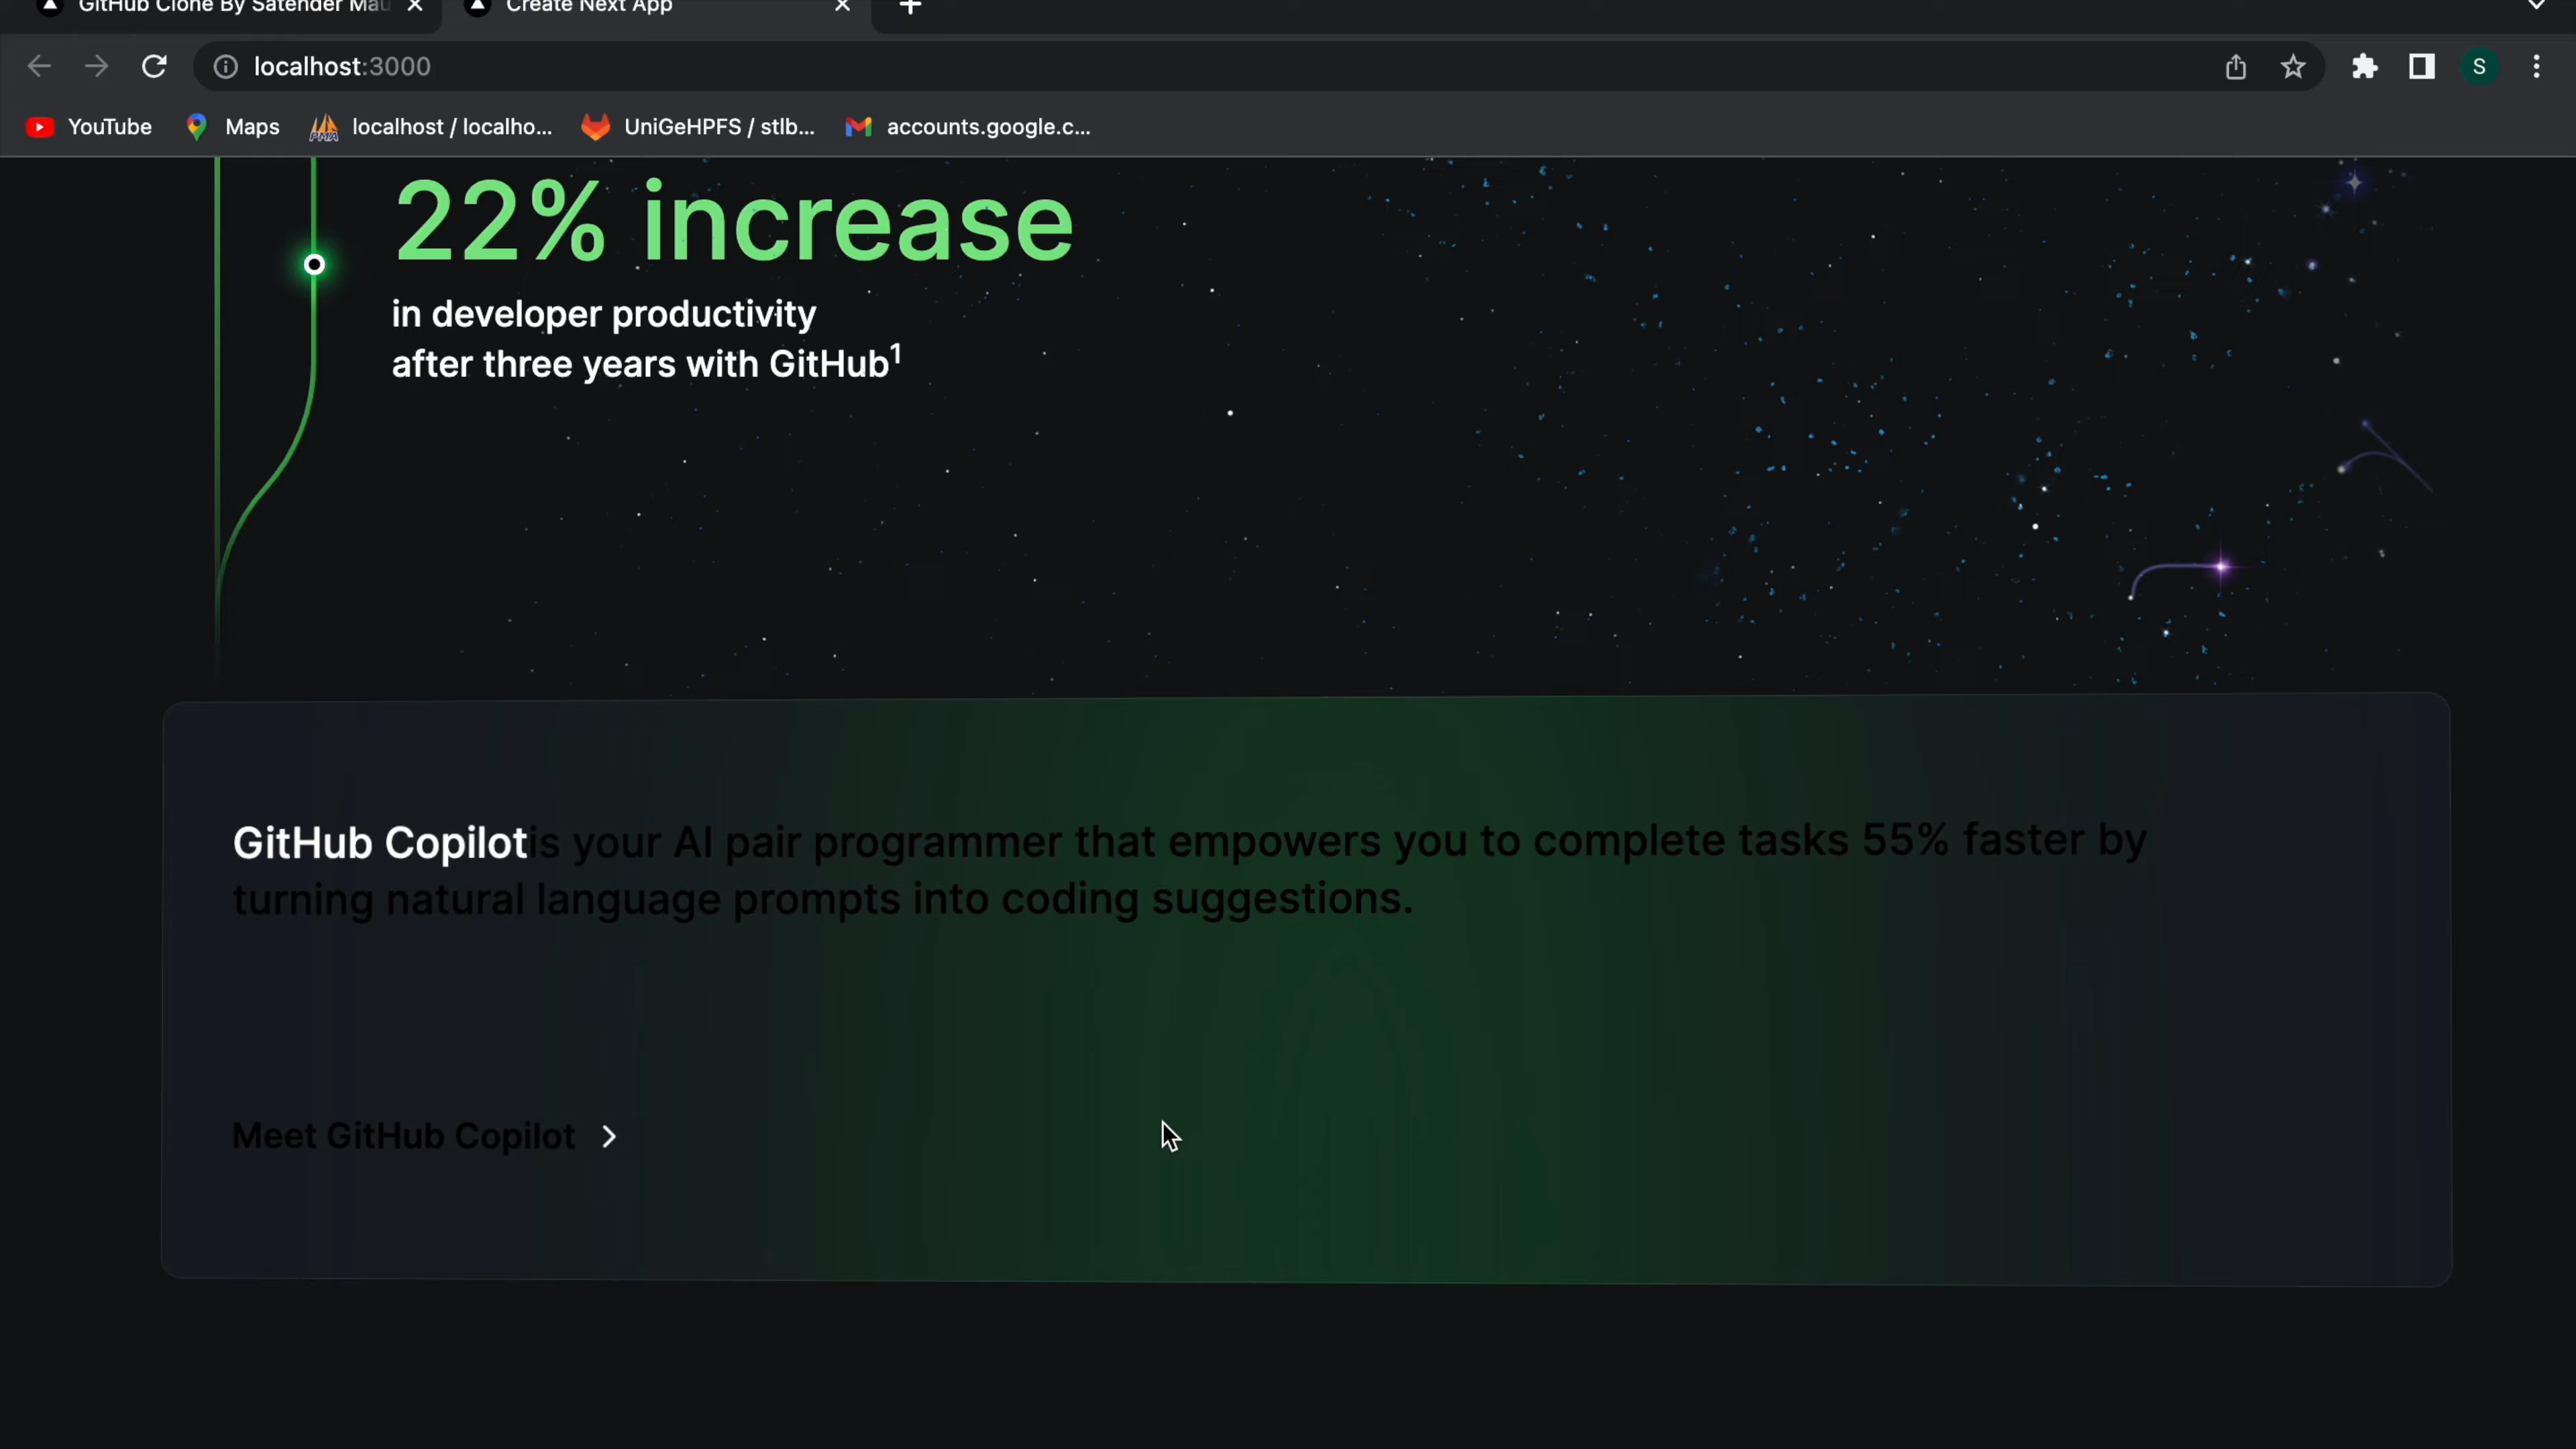 GitHub Clone By Satender Mau
Create Next App
localhost:3000
S
YouTube
Maps
localhost / localho...
UniGeHPFS / stlb...
accounts.google.c...
22% increase
in developer productivity
after three years with GitHub¹
GitHub Copilot is your AI pair programmer that empowers you to complete tasks 55% faster by
turning natural language prompts into coding suggestions.
Meet GitHub Copilot